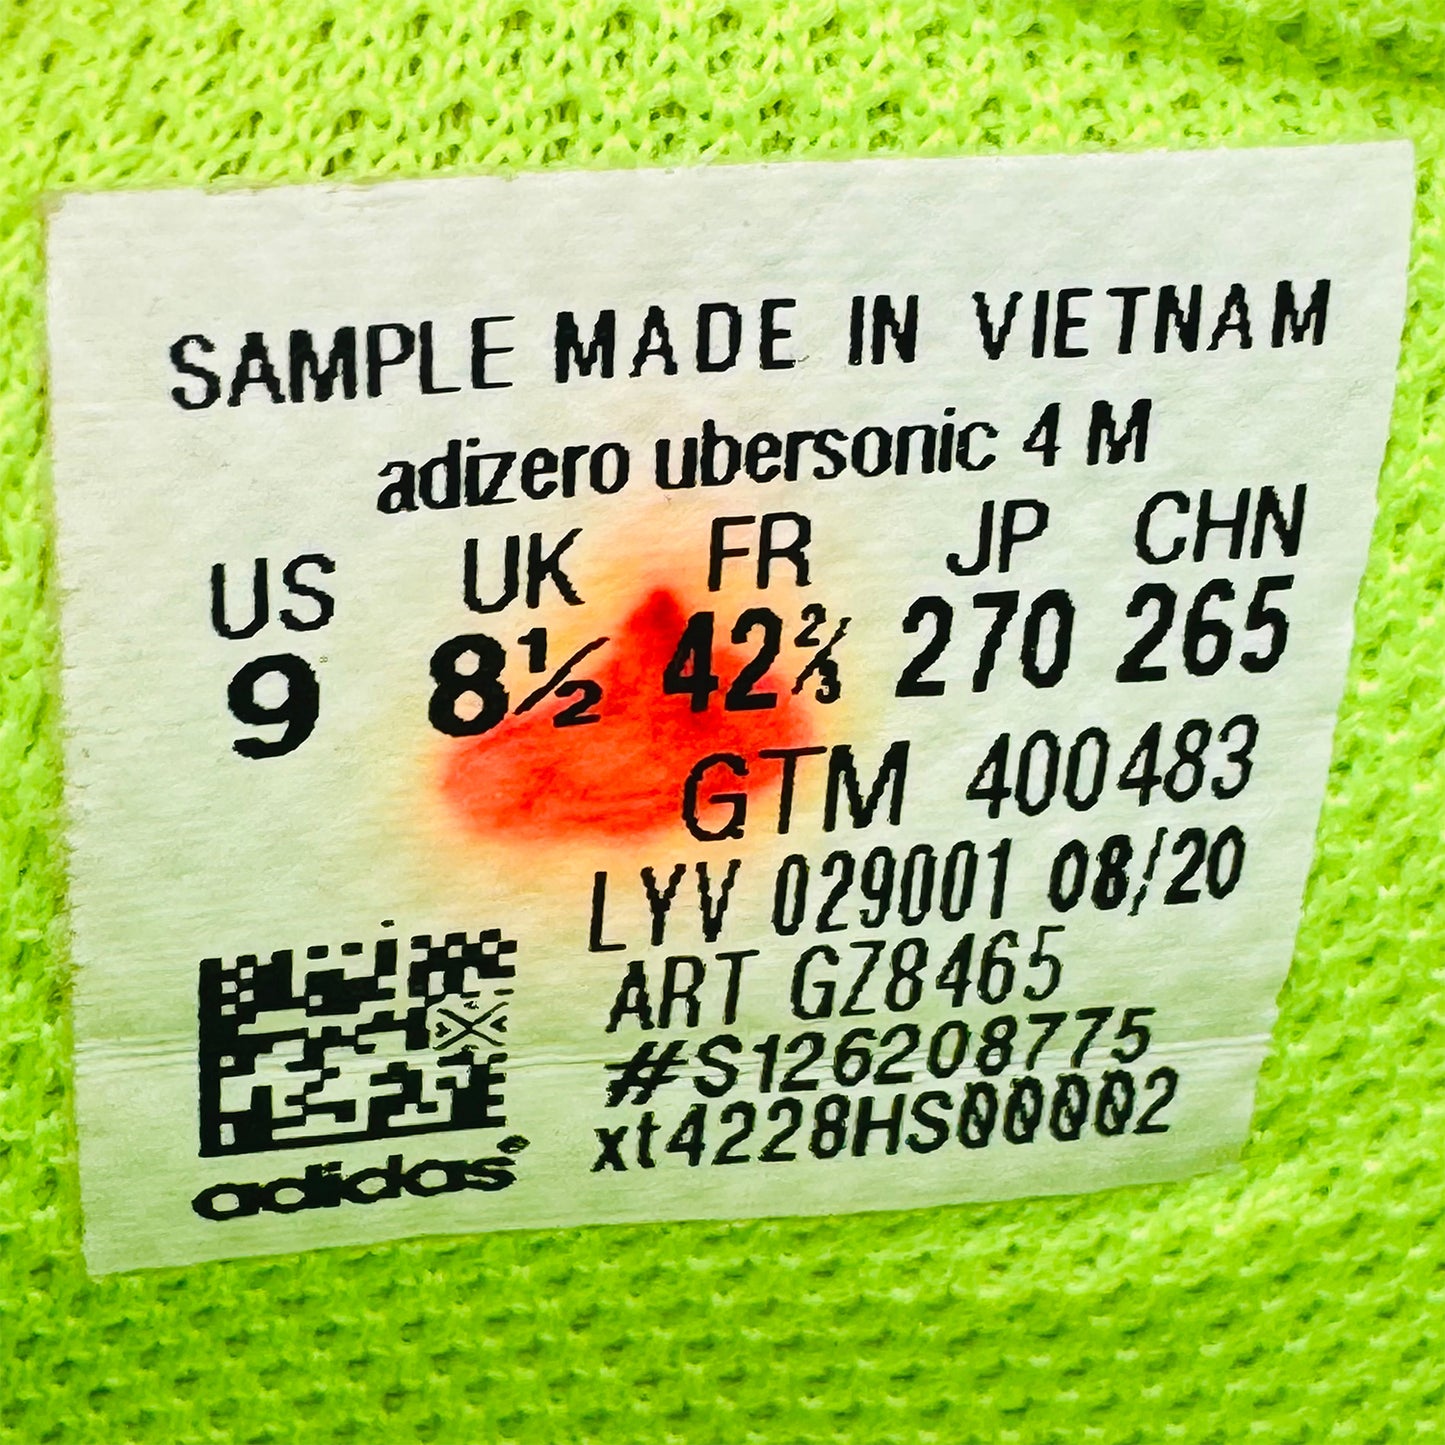 SAMPLE MADE IN VIETNAM
adizero ubersonic 4 M
US UK FR JP CHN
9 8½ 42⅔ 270 265
GTM 400483
LYV 029001 08/20
ART GZ8465
#S126208775
xt4228HS00002
adidas®